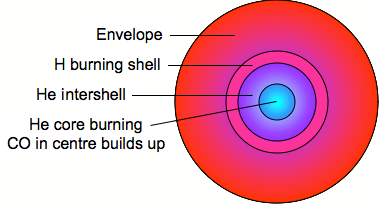 Envelope
H burning shell
He intershell
He core burning
CO in centre builds up